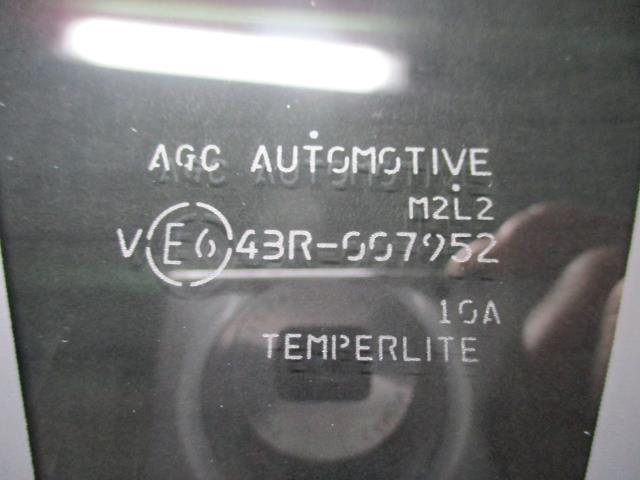 AGC AUTOMOTIVE
M2L2
V E6 43R-007952
10A
TEMPERLITE